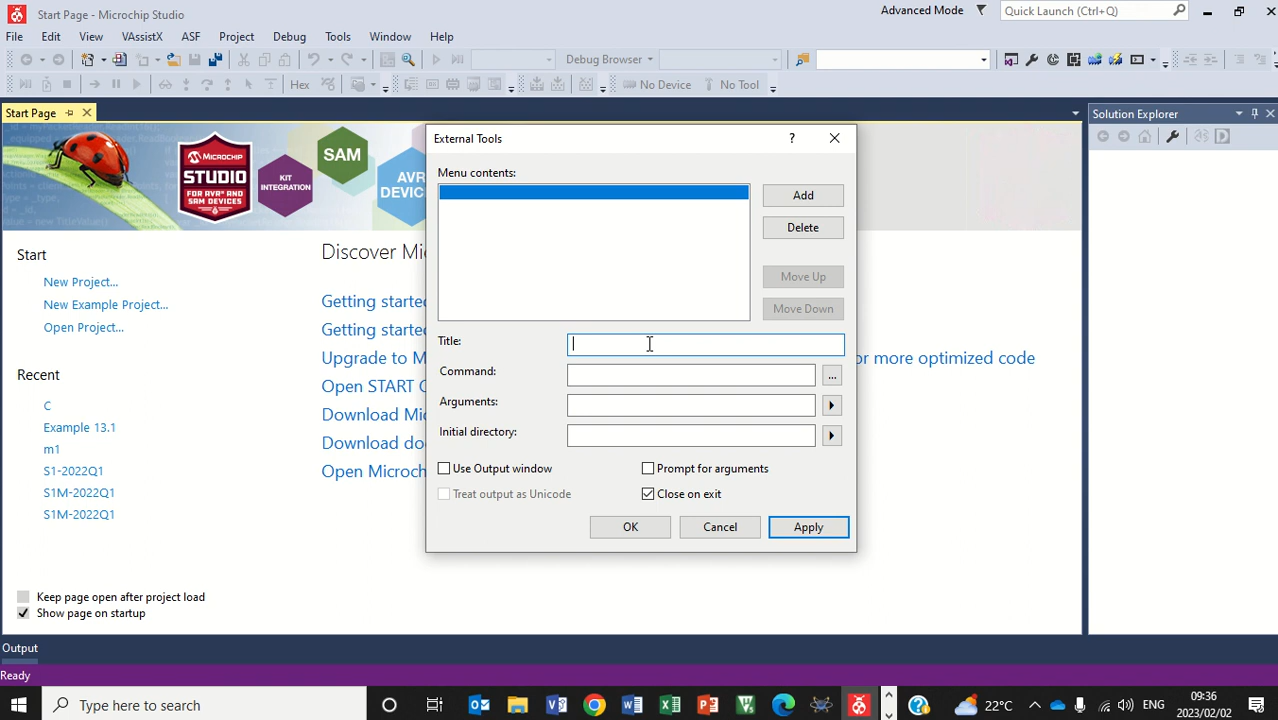 Start Page - Microchip Studio
Advanced Mode
Quick Launch (Ctrl+Q)
File Edit View VAssistX ASF Project Debug Tools Window Help
Debug Browser
Hex
No Device
No Tool
Start Page
Solution Explorer
MICROCHIP
STUDIO
FOR AVR® AND
SAM DEVICES
KIT
INTEGRATION
SAM
AVR
DEVIC
Start
New Project...
New Example Project...
Open Project...
Recent
C
Example 13.1
m1
S1-2022Q1
S1M-2022Q1
S1M-2022Q1
Keep page open after project load
Show page on startup
Discover Mi
Getting starte
Getting starte
Upgrade to M
or more optimized code
Open START
Download Mic
Download do
Open Microch
External Tools
Menu contents:
Add
Delete
Move Up
Move Down
Title:
Command:
...
Arguments:
Initial directory:
Use Output window
Prompt for arguments
Treat output as Unicode
Close on exit
OK
Cancel
Apply
Output
Ready
Type here to search
22°C
ENG
09:36
2023/02/02